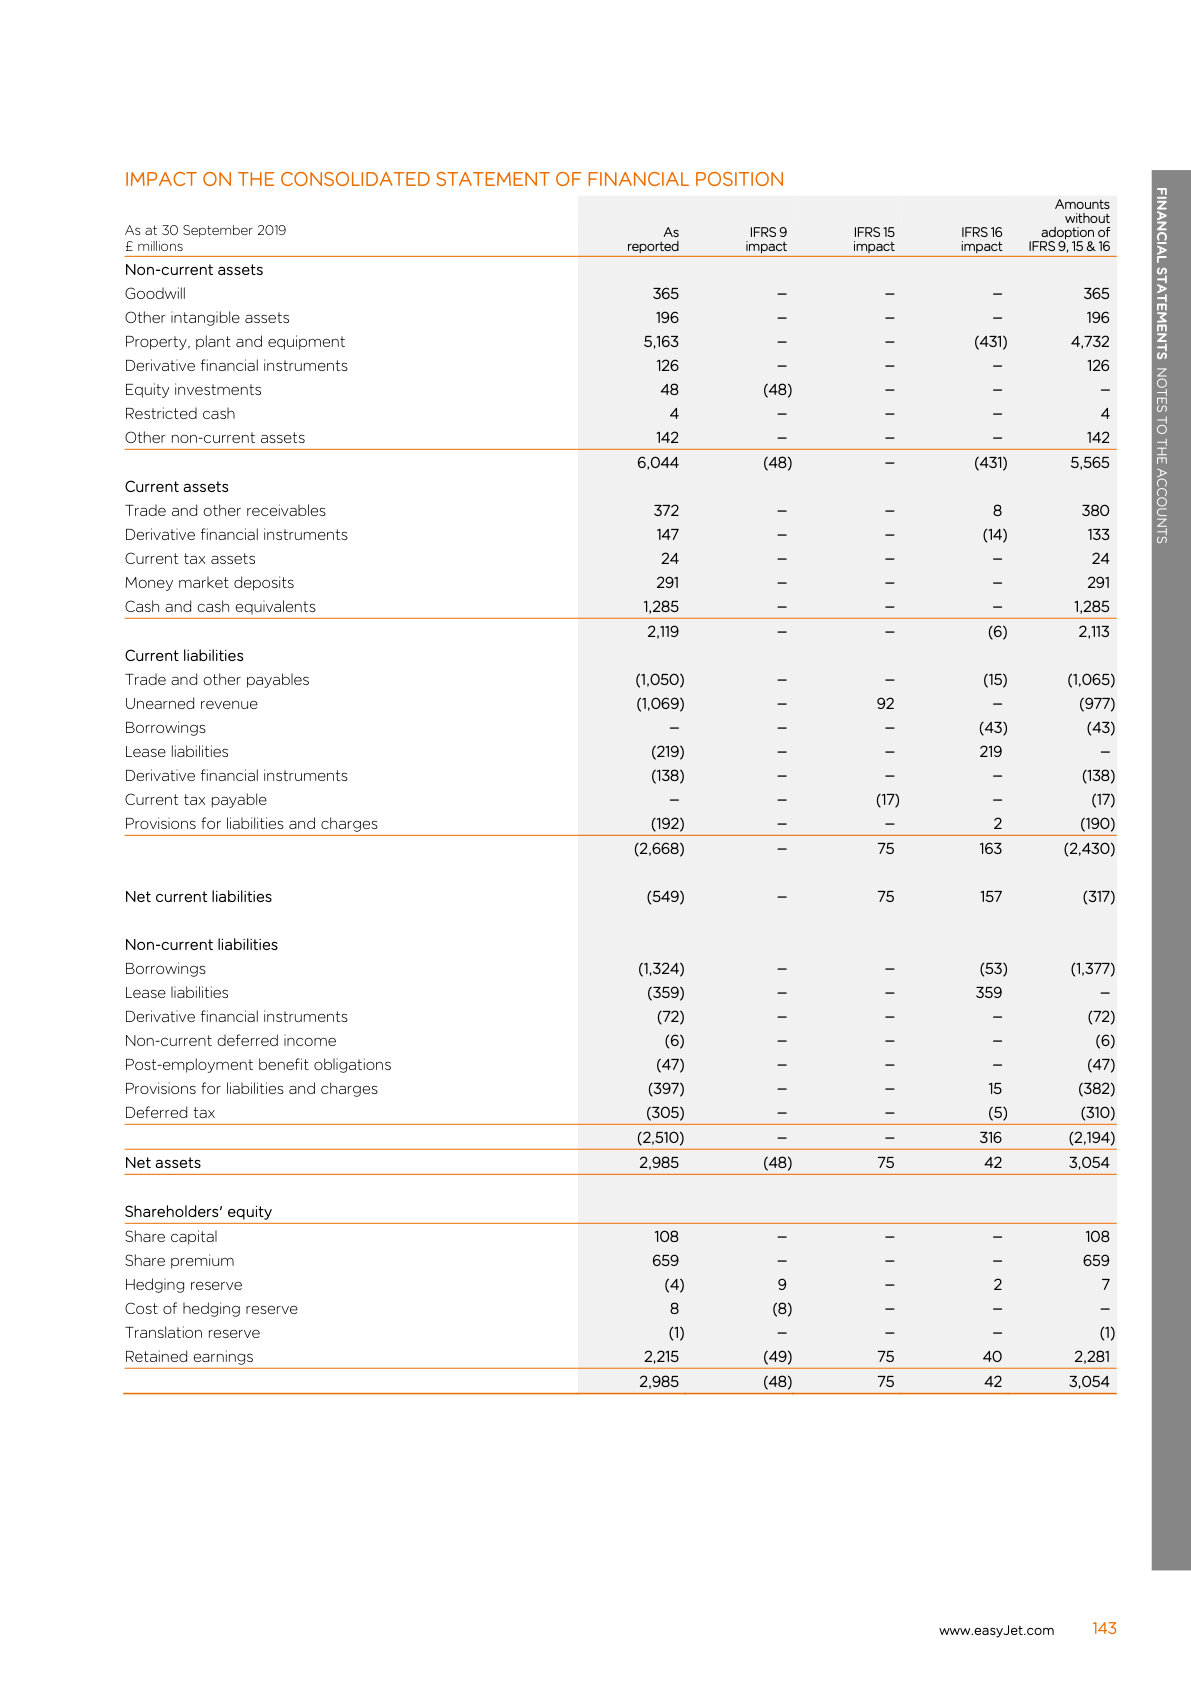 IMPACT ON THE CONSOLIDATED STATEMENT OF FINANCIAL POSITION
As at 30 September 2019
£ millions
As reported
IFRS 9 impact
IFRS 15 impact
IFRS 16 impact
Amounts without adoption of IFRS 9, 15 & 16
Non-current assets
Goodwill 365 – – – 365
Other intangible assets 196 – – – 196
Property, plant and equipment 5,163 – – (431) 4,732
Derivative financial instruments 126 – – – 126
Equity investments 48 (48) – – –
Restricted cash 4 – – – 4
Other non-current assets 142 – – – 142
6,044 (48) – (431) 5,565
Current assets
Trade and other receivables 372 – – 8 380
Derivative financial instruments 147 – – (14) 133
Current tax assets 24 – – – 24
Money market deposits 291 – – – 291
Cash and cash equivalents 1,285 – – – 1,285
2,119 – – (6) 2,113
Current liabilities
Trade and other payables (1,050) – – (15) (1,065)
Unearned revenue (1,069) – 92 – (977)
Borrowings – – – (43) (43)
Lease liabilities (219) – – 219 –
Derivative financial instruments (138) – – – (138)
Current tax payable – – (17) – (17)
Provisions for liabilities and charges (192) – – 2 (190)
(2,668) – 75 163 (2,430)
Net current liabilities (549) – 75 157 (317)
Non-current liabilities
Borrowings (1,324) – – (53) (1,377)
Lease liabilities (359) – – 359 –
Derivative financial instruments (72) – – – (72)
Non-current deferred income (6) – – – (6)
Post-employment benefit obligations (47) – – – (47)
Provisions for liabilities and charges (397) – – 15 (382)
Deferred tax (305) – – (5) (310)
(2,510) – – 316 (2,194)
Net assets 2,985 (48) 75 42 3,054
Shareholders' equity
Share capital 108 – – – 108
Share premium 659 – – – 659
Hedging reserve (4) 9 – 2 7
Cost of hedging reserve 8 (8) – – –
Translation reserve (1) – – – (1)
Retained earnings 2,215 (49) 75 40 2,281
2,985 (48) 75 42 3,054
FINANCIAL STATEMENTS NOTES TO THE ACCOUNTS
www.easyJet.com 143